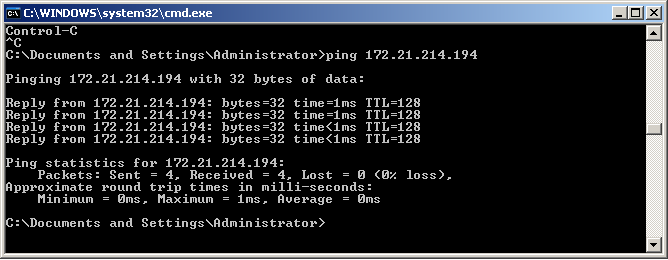 C:\WINDOWS\system32\cmd.exe
Control-C
^C
C:\Documents and Settings\Administrator>ping 172.21.214.194
Pinging 172.21.214.194 with 32 bytes of data:
Reply from 172.21.214.194: bytes=32 time=1ms TTL=128
Reply from 172.21.214.194: bytes=32 time=1ms TTL=128
Reply from 172.21.214.194: bytes=32 time<1ms TTL=128
Reply from 172.21.214.194: bytes=32 time<1ms TTL=128
Ping statistics for 172.21.214.194:
    Packets: Sent = 4, Received = 4, Lost = 0 (0% loss),
Approximate round trip times in milli-seconds:
    Minimum = 0ms, Maximum = 1ms, Average = 0ms
C:\Documents and Settings\Administrator>